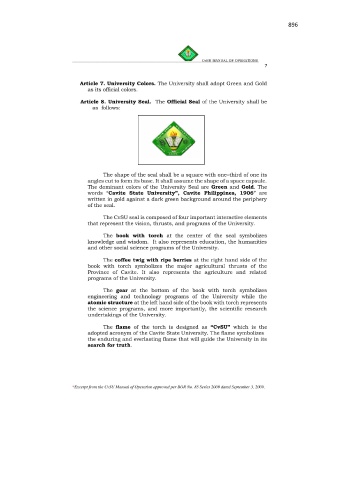 896
CvSU MANUAL OF OPERATIONS
7
Article 7. University Colors. The University shall adopt Green and Gold
as its official colors.
Article 8. University Seal. The Official Seal of the University shall be
as follows:
The shape of the seal shall be a square with one-third of one its
angles cut to form its base. It shall assume the shape of a space capsule.
The dominant colors of the University Seal are Green and Gold. The
words "Cavite State University", Cavite Philippines, 1906" are
written in gold against a dark green background around the periphery
of the seal.
The CvSU seal is composed of four important interactive elements
that represent the vision, thrusts, and programs of the University.
The book with torch at the center of the seal symbolizes
knowledge and wisdom. It also represents education, the humanities
and other social science programs of the University.
The coffee twig with ripe berries at the right hand side of the
book with torch symbolizes the major agricultural thrusts of the
Province of Cavite. It also represents the agriculture and related
programs of the University.
The gear at the bottom of the book with torch symbolizes
engineering and technology programs of the University while the
atomic structure at the left hand side of the book with torch represents
the science programs, and more importantly, the scientific research
undertakings of the University.
The flame of the torch is designed as "CvSU" which is the
adopted acronym of the Cavite State University. The flame symbolizes
the enduring and everlasting flame that will guide the University in its
search for truth.
*Excerpt from the CvSU Manual of Operation approved per BOR No.